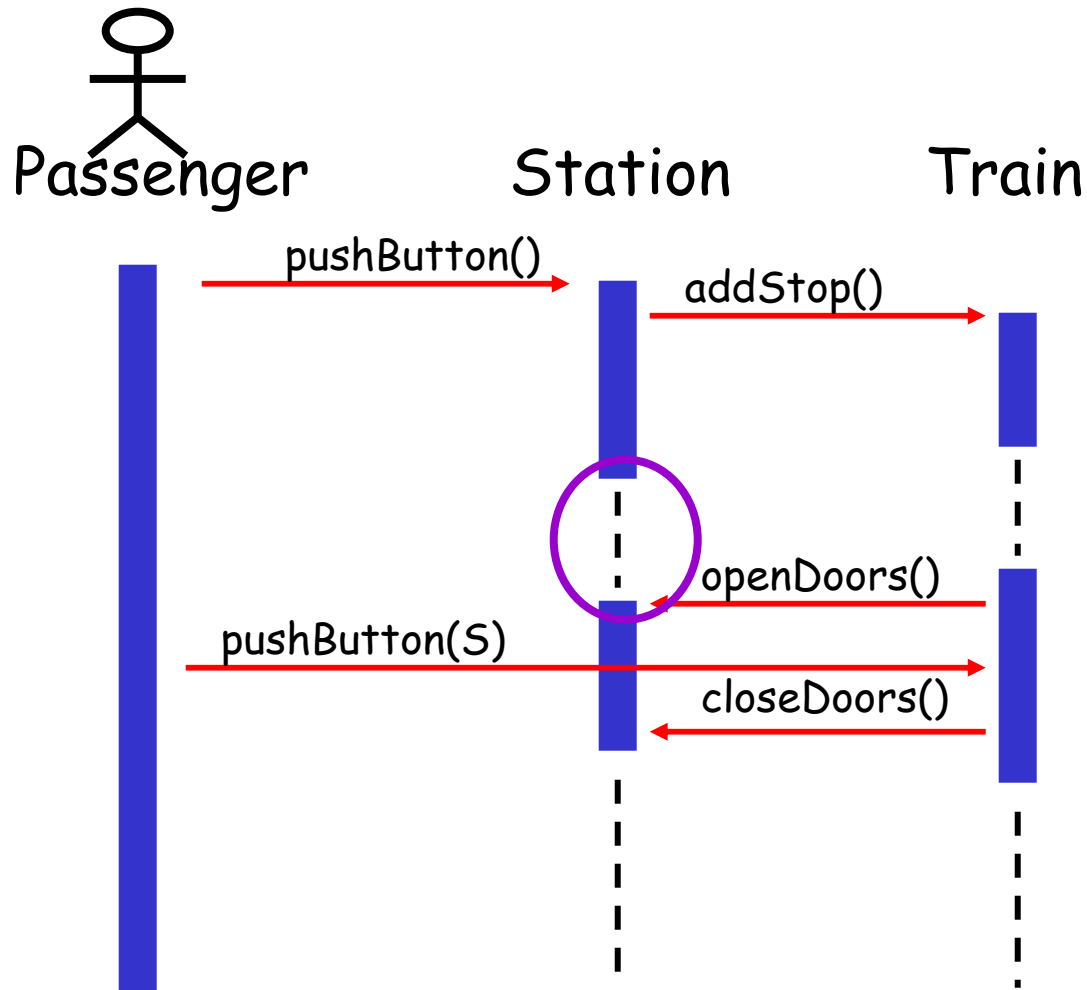 Passenger
Station
Train
pushButton()
addStop()
openDoors()
pushButton(S)
closeDoors()